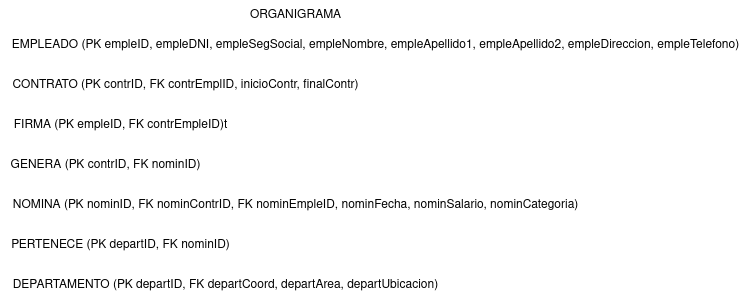 ORGANIGRAMA
EMPLEADO (PK empleID, empleDNI, empleSegSocial, empleNombre, empleApellido1, empleApellido2, empleDireccion, empleTelefono)
CONTRATO (PK contrID, FK contrEmplID, inicioContr, finalContr)
FIRMA (PK empleID, FK contrEmpleID)t
GENERA (PK contrID, FK nominID)
NOMINA (PK nominID, FK nominContrID, FK nominEmpleID, nominFecha, nominSalario, nominCategoria)
PERTENECE (PK departID, FK nominID)
DEPARTAMENTO (PK departID, FK departCoord, departArea, departUbicacion)